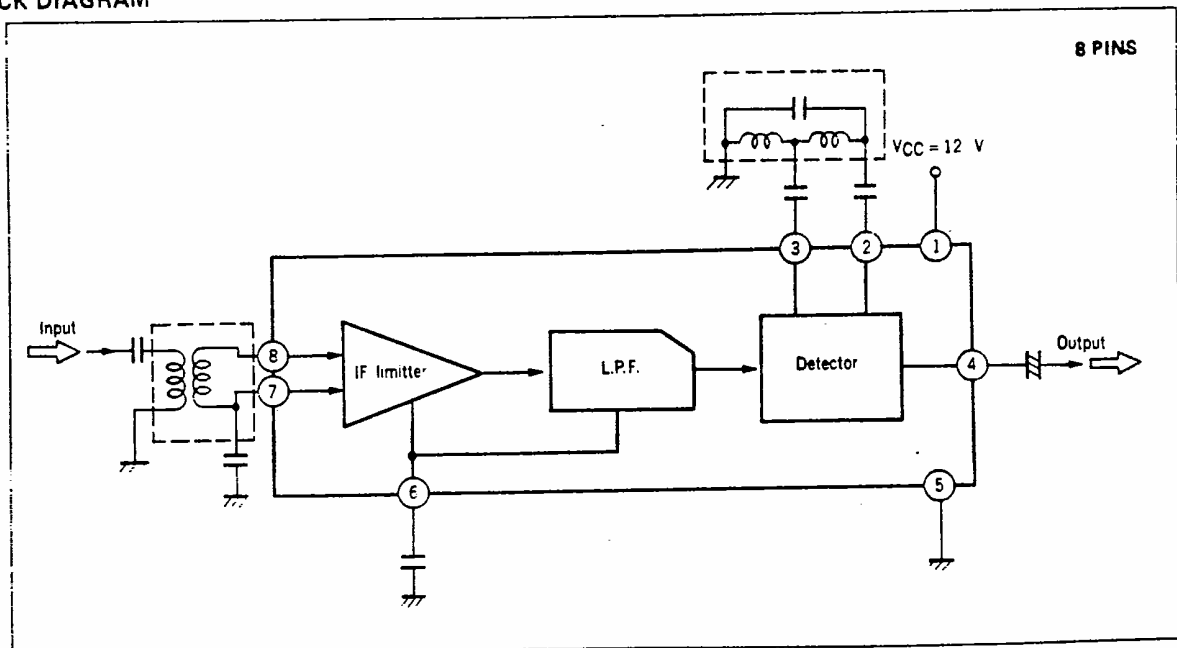 CK DIAGRAM
8 PINS
VCC = 12 V
3
2
1
Input
8
7
IF limitter
L.P.F.
Detector
4
Output
6
5